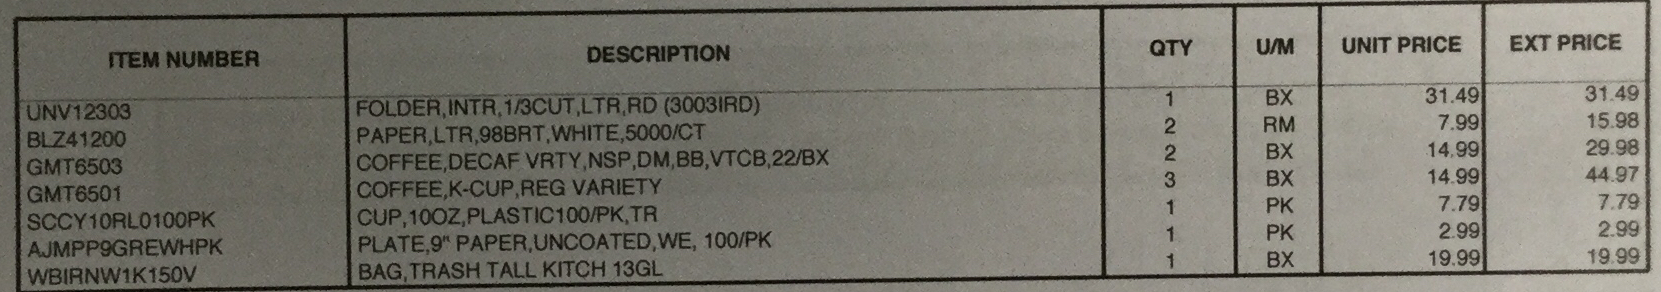 ITEM NUMBER DESCRIPTION QTY U/M UNIT PRICE EXT PRICE
UNV12303 FOLDER,INTR,1/3CUT,LTR,RD (3003IRD) 1 BX 31.49 31.49
BLZ41200 PAPER,LTR,98BRT,WHITE,5000/CT 2 RM 7.99 15.98
GMT6503 COFFEE,DECAF VRTY,NSP,DM,BB,VTCB,22/BX 2 BX 14.99 29.98
GMT6501 COFFEE,K-CUP,REG VARIETY 3 BX 14.99 44.97
SCCY10RL0100PK CUP,10OZ,PLASTIC100/PK,TR 1 PK 7.79 7.79
AJMPP9GREWHPK PLATE,9" PAPER,UNCOATED,WE, 100/PK 1 PK 2.99 2.99
WBIRNW1K150V BAG,TRASH TALL KITCH 13GL 1 BX 19.99 19.99